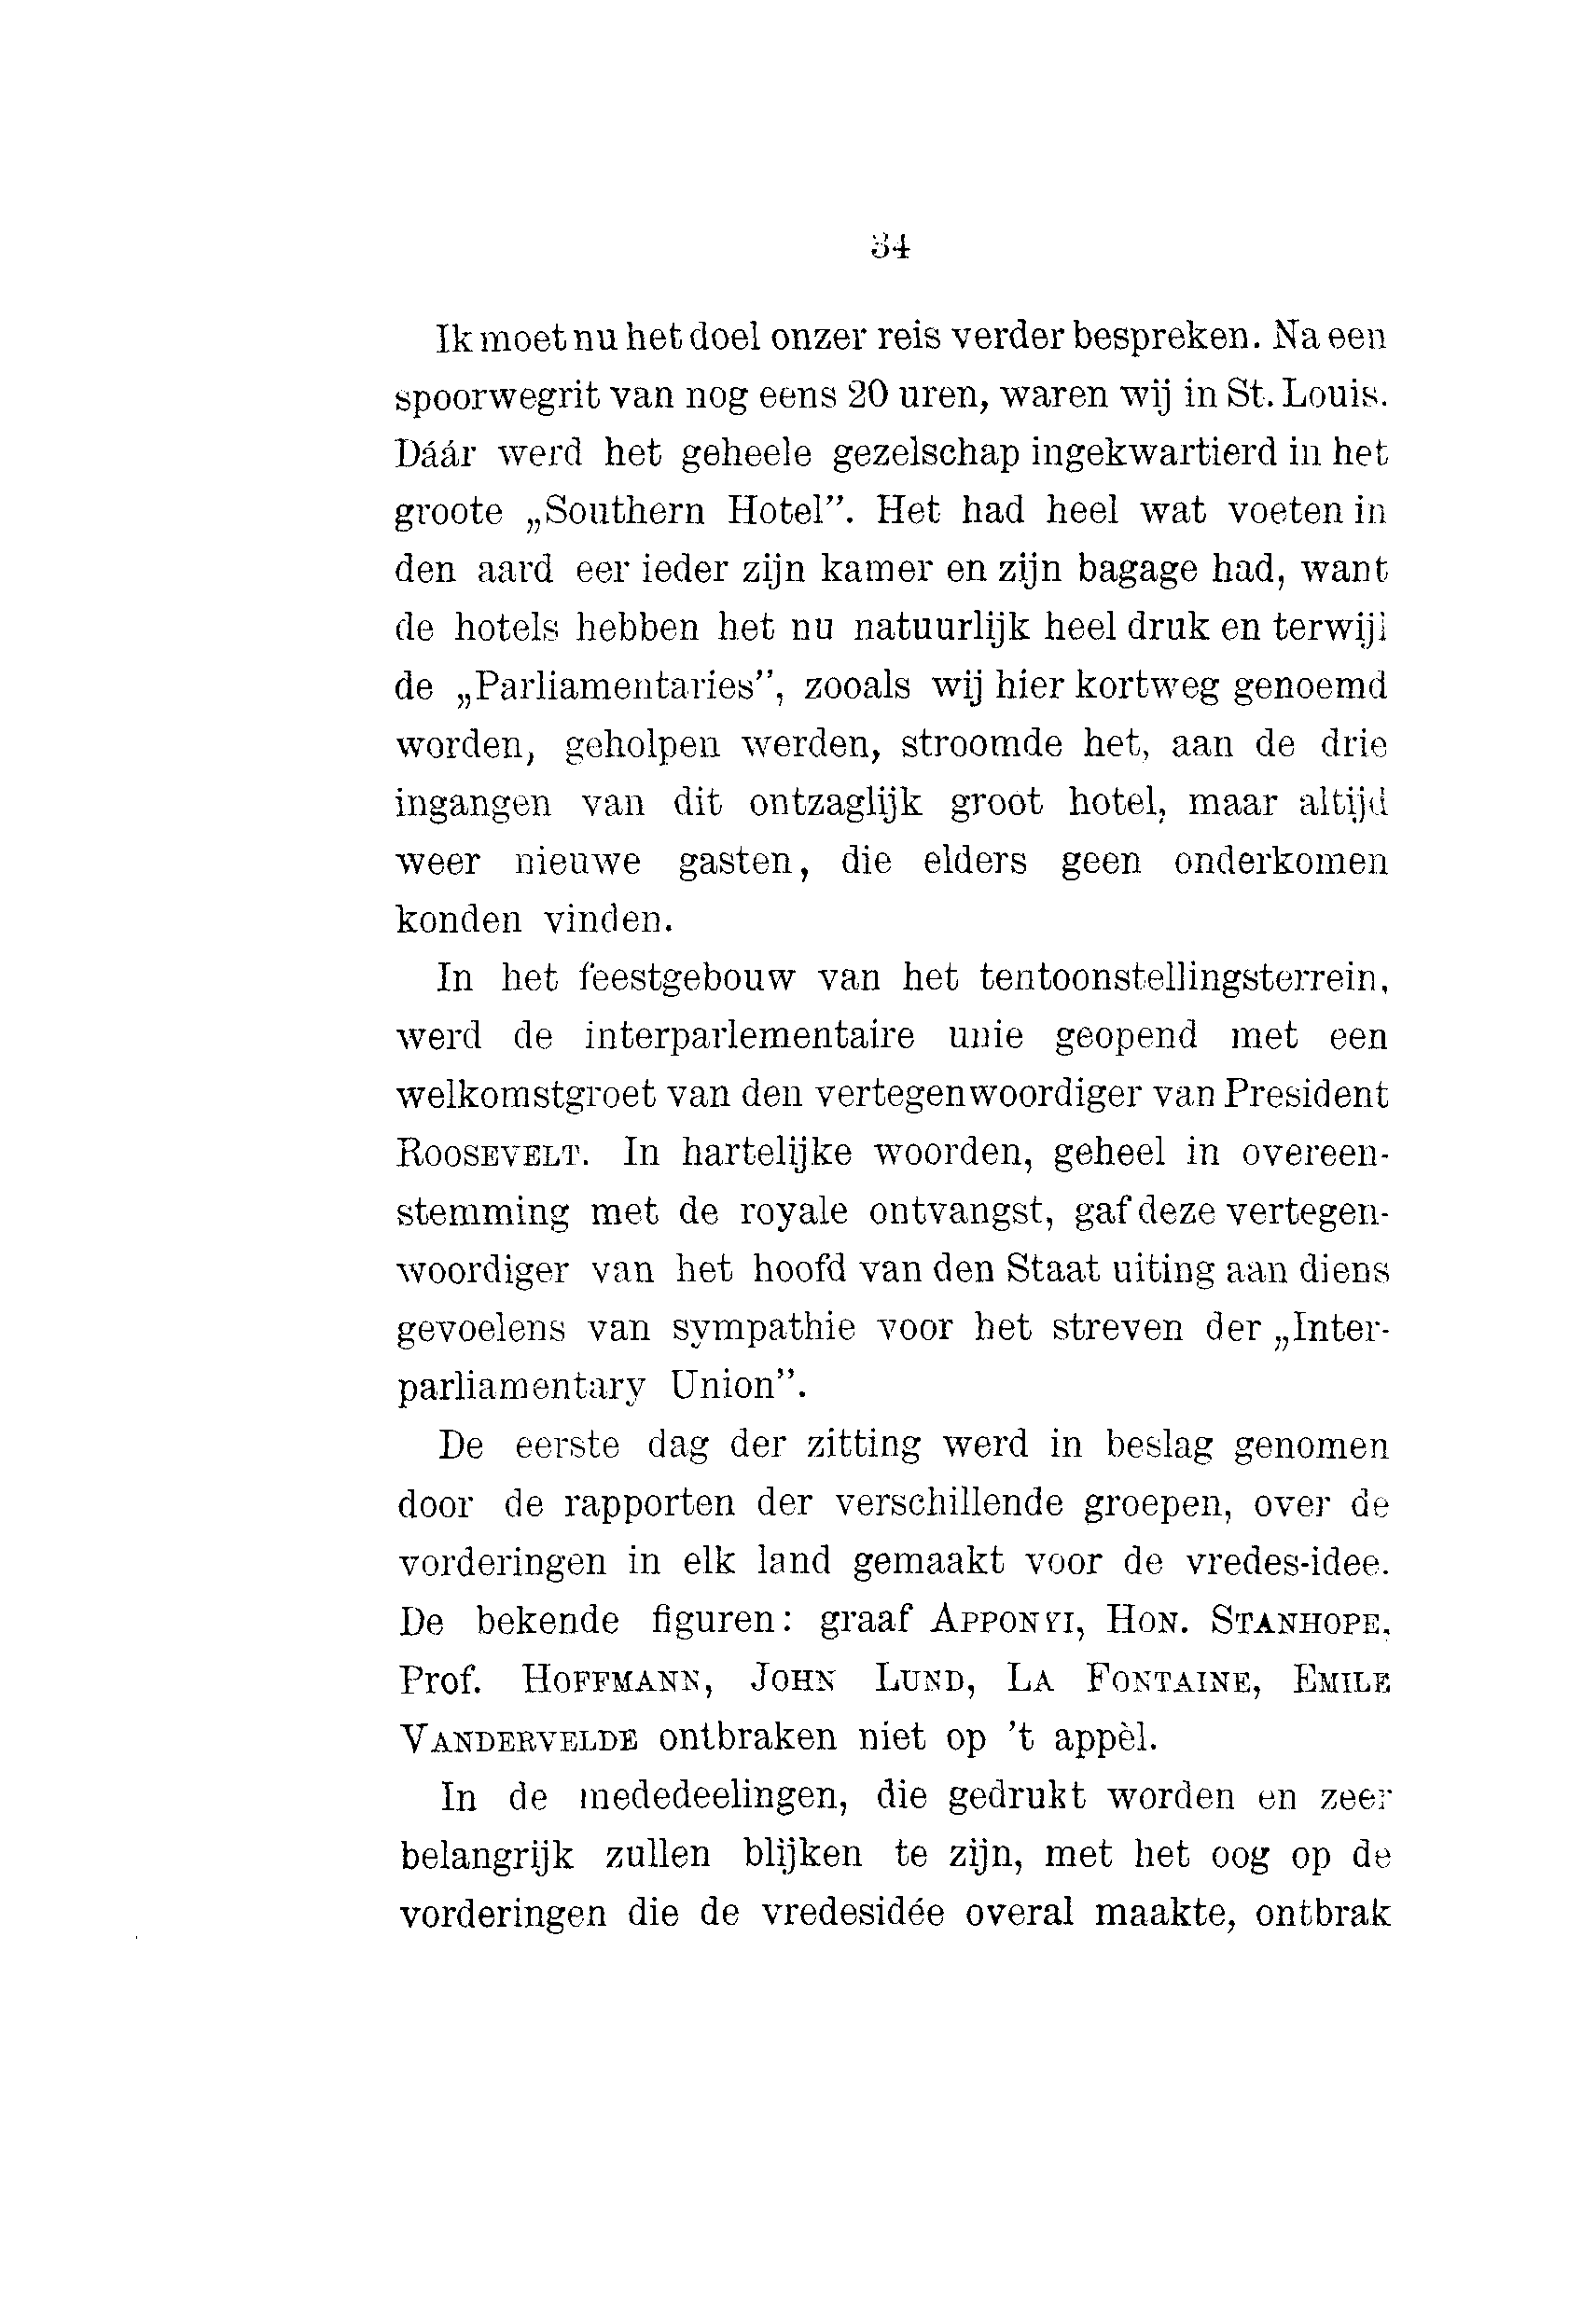 34
Ik moet nu het doel onzer reis verder bespreken. Na een
spoorwegrit van nog eens 20 uren, waren wij in St. Louis.
Dáár werd het geheele gezelschap ingekwartierd in het
groote „Southern Hotel”. Het had heel wat voeten in
den aard eer ieder zijn kamer en zijn bagage had, want
de hotels hebben het nu natuurlijk heel druk en terwijl
de „Parliamentaries”, zooals wij hier kortweg genoemd
worden, geholpen werden, stroomde het, aan de drie
ingangen van dit ontzaglijk groot hotel, maar altijd
weer nieuwe gasten, die elders geen onderkomen
konden vinden.
In het feestgebouw van het tentoonstellingsterrein,
werd de interparlementaire unie geopend met een
welkomstgroet van den vertegenwoordiger van President
ROOSEVELT. In hartelijke woorden, geheel in overeen-
stemming met de royale ontvangst, gaf deze vertegen-
woordiger van het hoofd van den Staat uiting aan diens
gevoelens van sympathie voor het streven der „Inter-
parliamentary Union”.
De eerste dag der zitting werd in beslag genomen
door de rapporten der verschillende groepen, over de
vorderingen in elk land gemaakt voor de vredes-idee.
De bekende figuren: graaf APPONYI, HON. STANHOPE,
Prof. HOFFMANN, JOHN LUND, LA FONTAINE, EMILE
VANDERVELDE ontbraken niet op 't appèl.
In de mededeelingen, die gedrukt worden en zeer
belangrijk zullen blijken te zijn, met het oog op de
vorderingen die de vredesidée overal maakte, ontbrak